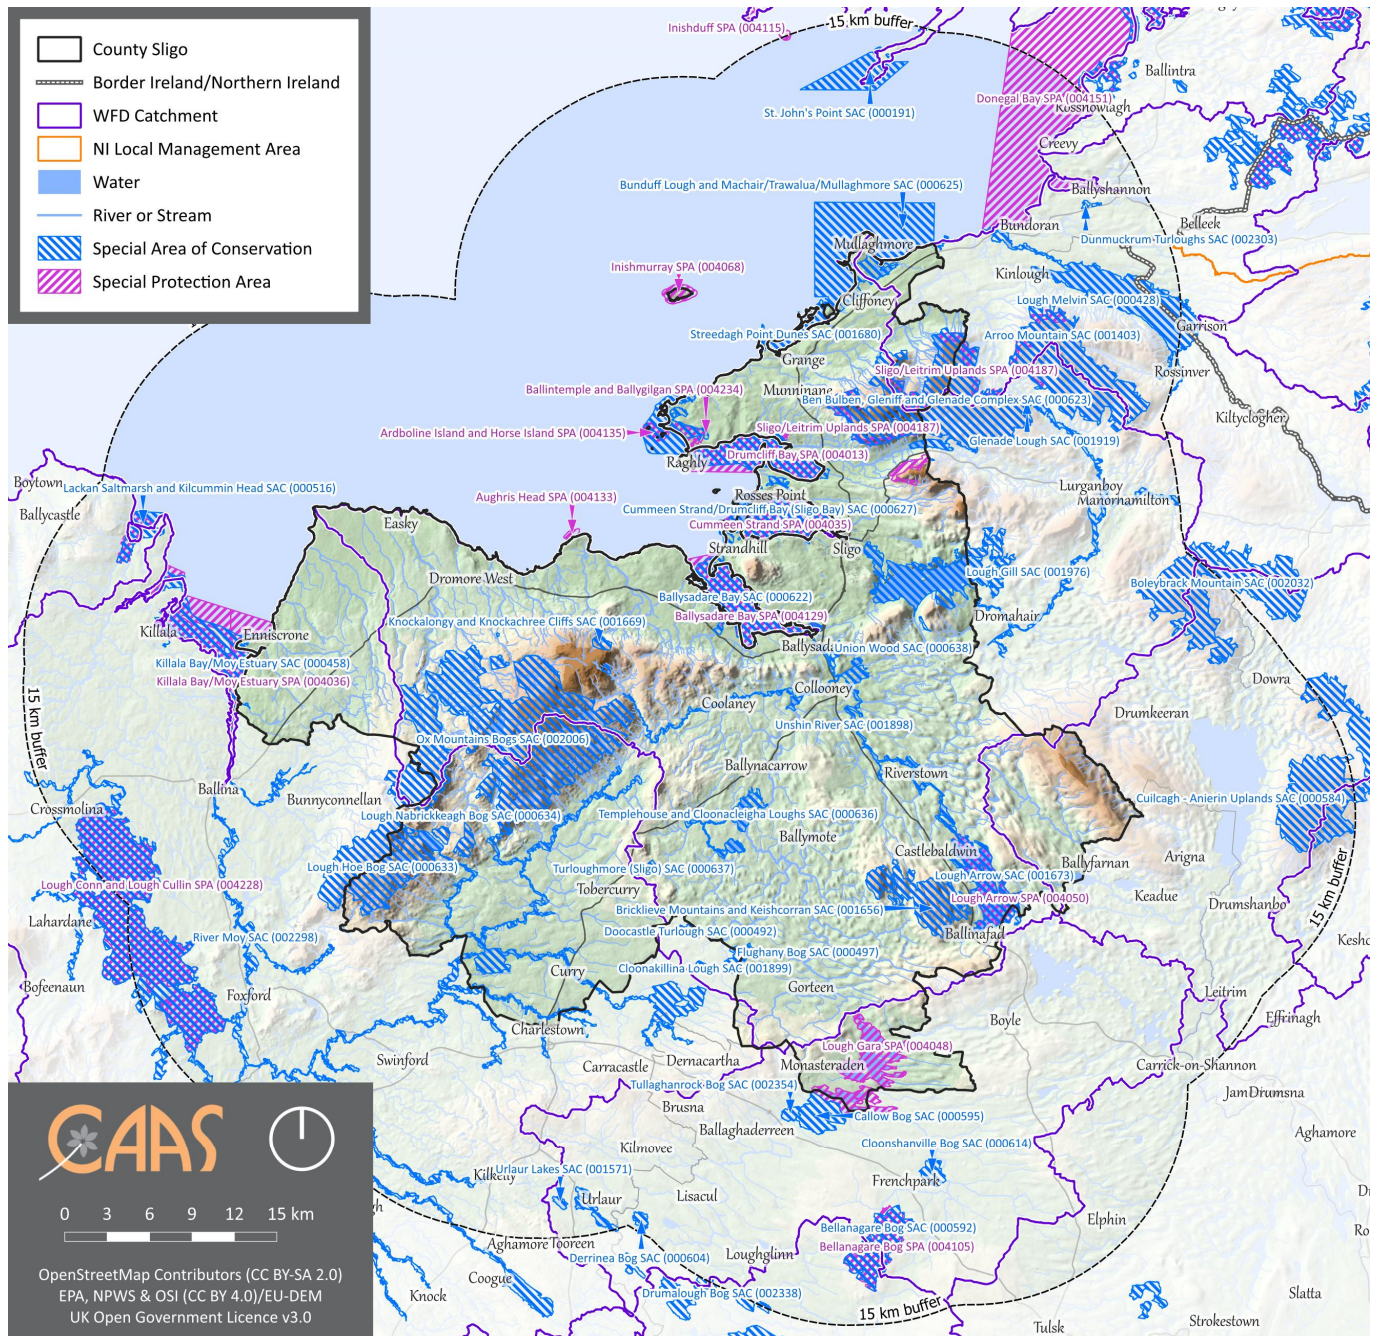 County Sligo
Border Ireland/Northern Ireland
WFD Catchment
NI Local Management Area
Water
River or Stream
Special Area of Conservation
Special Protection Area
15 km buffer
Inishduff SPA (004115)
St. John's Point SAC (000191)
Donegal Bay SPA (004151)
Ballintra
Rossnowlagh
Creevy
Bunduff Lough and Machair/Trawalua/Mullaghmore SAC (000625)
Ballyshannon
Bundoran
Belleek
Dunmuckrum Turloughs SAC (002303)
Mullaghmore
Inishmurray SPA (004068)
Kinlough
Cliffoney
Lough Melvin SAC (000428)
Garrison
Streedagh Point Dunes SAC (001680)
Arroo Mountain SAC (001403)
Grange
Rossinver
Sligo/Leitrim Uplands SPA (004187)
Ballintemple and Ballygilgan SPA (004234)
Munninane
Ben Bulben, Gleniff and Glenade Complex SAC (000623)
Kiltyclogher
Ardboline Island and Horse Island SPA (004135)
Sligo/Leitrim Uplands SPA (004187)
Glenade Lough SAC (001919)
Raghly
Drumcliff Bay SPA (004013)
Boytown
Lackan Saltmarsh and Kilcummin Head SAC (000516)
Lurganboy
Manorhamilton
Aughris Head SPA (004133)
Rosses Point
Ballycastle
Easky
Cummeen Strand/Drumcliff Bay (Sligo Bay) SAC (000627)
Cummeen Strand SPA (004035)
Strandhill
Sligo
Dromore West
Lough Gill SAC (001976)
Boleybrack Mountain SAC (002032)
Ballysadare Bay SAC (000622)
Ballysadare Bay SPA (004129)
Dromahair
Knockalongy and Knockachree Cliffs SAC (001669)
Killala
Enniscrone
Ballysad
Union Wood SAC (000638)
Killala Bay/Moy Estuary SAC (000458)
Killala Bay/Moy Estuary SPA (004036)
Dowra
15 km buffer
Collooney
Coolaney
Drumkeeran
Unshin River SAC (001898)
Ox Mountains Bogs SAC (002006)
Ballynacarrow
Riverstown
Ballina
Bunnyconnellan
Cuilcagh - Anierin Uplands SAC (000584)
Crossmolina
Lough Nabrickkeagh Bog SAC (000634)
Templehouse and Cloonacleigha Loughs SAC (000636)
Ballymote
Castlebaldwin
Arigna
Ballyfarnan
Lough Hoe Bog SAC (000633)
Turloughmore (Sligo) SAC (000637)
Lough Arrow SAC (001673)
Lough Conn and Lough Cullin SPA (004228)
Tobercurry
Lough Arrow SPA (004050)
Keadue
Drumshanbo
15 km buffer
Lahardane
Bricklieve Mountains and Keishcorran SAC (001656)
River Moy SAC (002298)
Doocastle Turlough SAC (000492)
Ballinafad
Keshc
Flughany Bog SAC (000497)
Curry
Cloonakillina Lough SAC (001899)
Bofeenaun
Foxford
Gorteen
Leitrim
Effrinagh
Charlestown
Boyle
Lough Gara SPA (004048)
Swinford
Carracastle
Dernacartha
Monasteraden
Carrick-on-Shannon
Tullaghanrock Bog SAC (002354)
JamDrumsna
Brusna
Callow Bog SAC (000595)
Ballaghaderreen
Aghamore
Kilmovee
Cloonshanville Bog SAC (000614)
Kilkelly
Urlaur Lakes SAC (001571)
Frenchpark
Urlaur
Lisacul
Elphin
Bellanagare Bog SAC (000592)
Aghamore
Tooreen
Bellanagare Bog SPA (004105)
Derrinea Bog SAC (000604)
Loughglinn
Coogue
Knock
Drumalough Bog SAC (002338)
Slatta
15 km buffer
Tulsk
Strokestown
CAAS
0 3 6 9 12 15 km
OpenStreetMap Contributors (CC BY-SA 2.0)
EPA, NPWS & OSI (CC BY 4.0)/EU-DEM
UK Open Government Licence v3.0